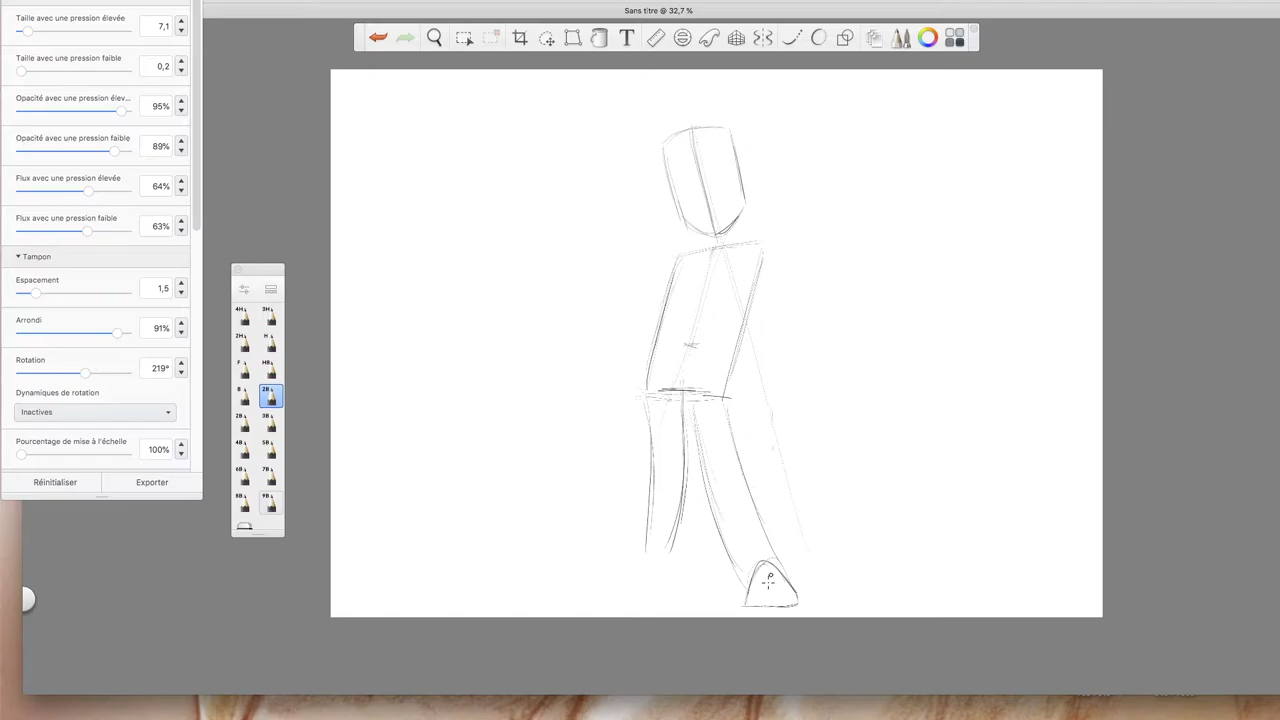 Sans titre @ 32,7 %
Taille avec une pression élevée
7,1
Taille avec une pression faible
0,2
Opacité avec une pression élev...
95%
Opacité avec une pression faible
89%
Flux avec une pression élevée
64%
Flux avec une pression faible
63%
Tampon
Espacement
1,5
Arrondi
91%
Rotation
219°
Dynamiques de rotation
Inactives
Pourcentage de mise à l'échelle
100%
Réinitialiser Exporter
4H 3H
2H H
F HB
B 2B
2B 3B
4B 5B
6B 7B
8B 9B
T